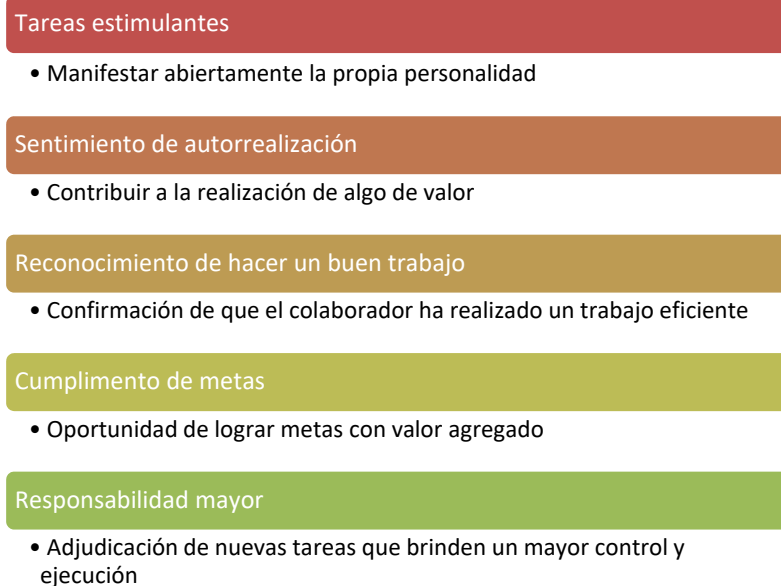 Tareas estimulantes
• Manifestar abiertamente la propia personalidad
Sentimiento de autorrealización
• Contribuir a la realización de algo de valor
Reconocimiento de hacer un buen trabajo
• Confirmación de que el colaborador ha realizado un trabajo eficiente
Cumplimento de metas
• Oportunidad de lograr metas con valor agregado
Responsabilidad mayor
• Adjudicación de nuevas tareas que brinden un mayor control y
ejecución